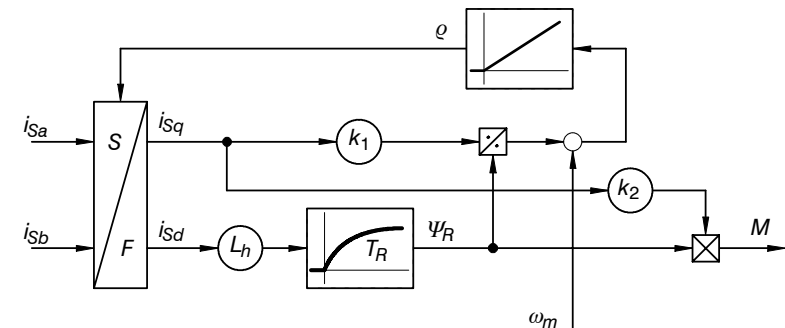 ϱ
i_Sa
S
i_Sq
k_1
k_2
i_Sb
F
i_Sd
L_h
T_R
Ψ_R
M
ω_m